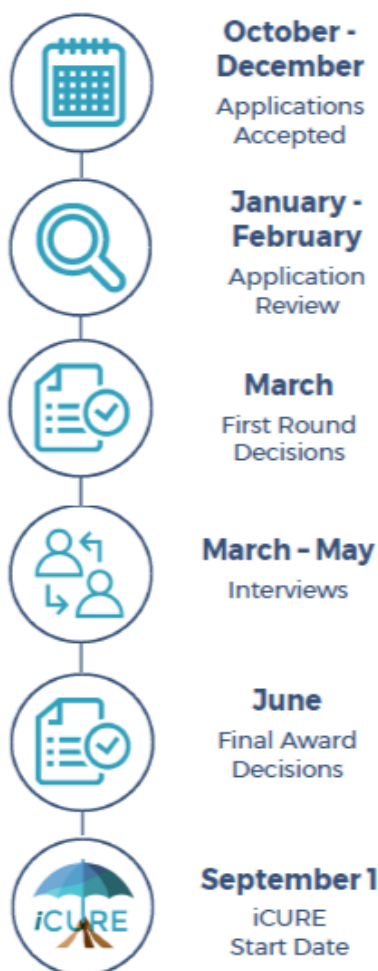 October -
December
Applications
Accepted
January -
February
Application
Review
March
First Round
Decisions
March – May
Interviews
June
Final Award
Decisions
iCURE
September 1
iCURE
Start Date